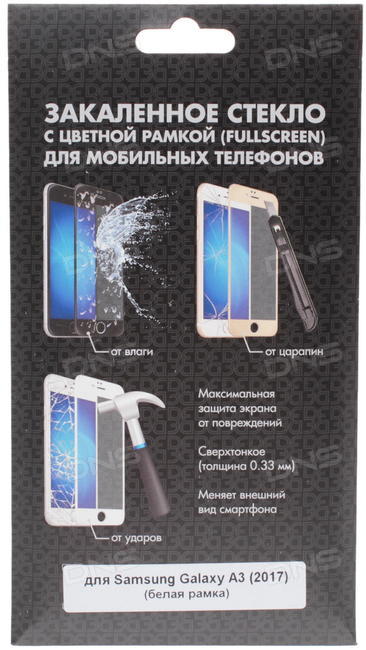 ЗАКАЛЕННОЕ СТЕКЛО
С ЦВЕТНОЙ РАМКОЙ (FULLSCREEN)
ДЛЯ МОБИЛЬНЫХ ТЕЛЕФОНОВ
от влаги
от царапин
Максимальная
защита экрана
от повреждений
Сверхтонкое
(толщина 0.33 мм)
Меняет внешний
вид смартфона
от ударов
для Samsung Galaxy A3 (2017)
(белая рамка)
DNS